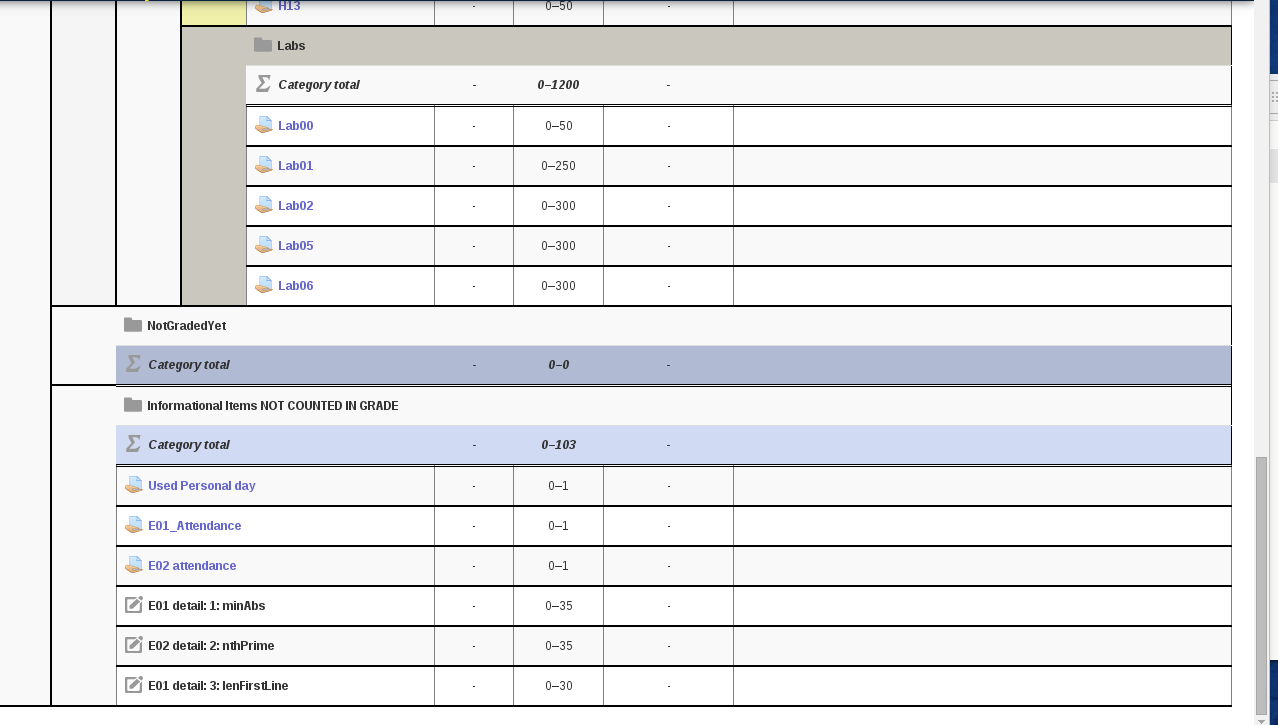 H13 0–50
Labs
Σ Category total - 0–1200 -
Lab00 - 0–50 -
Lab01 - 0–250 -
Lab02 - 0–300 -
Lab05 - 0–300 -
Lab06 - 0–300 -
NotGradedYet
Σ Category total - 0–0 -
Informational Items NOT COUNTED IN GRADE
Σ Category total - 0–103 -
Used Personal day - 0–1 -
E01_Attendance - 0–1 -
E02 attendance - 0–1 -
E01 detail: 1: minAbs - 0–35 -
E02 detail: 2: nthPrime - 0–35 -
E01 detail: 3: lenFirstLine - 0–30 -